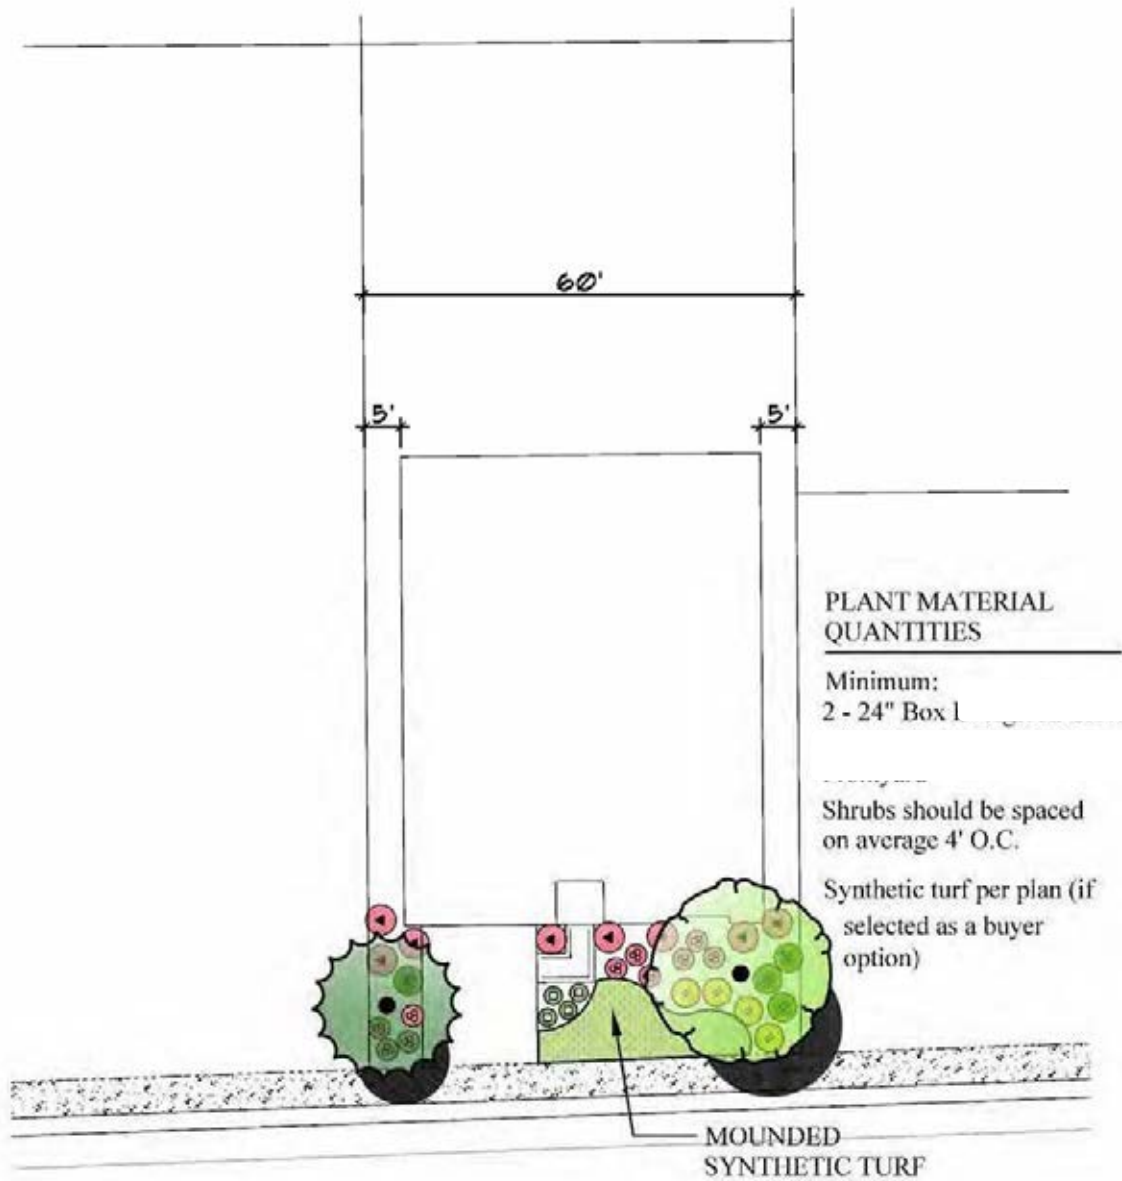 60'
5'
5'
PLANT MATERIAL
QUANTITIES
Minimum:
2 - 24" Box
Shrubs should be spaced
on average 4' O.C.
Synthetic turf per plan (if
selected as a buyer
option)
MOUNDED
SYNTHETIC TURF